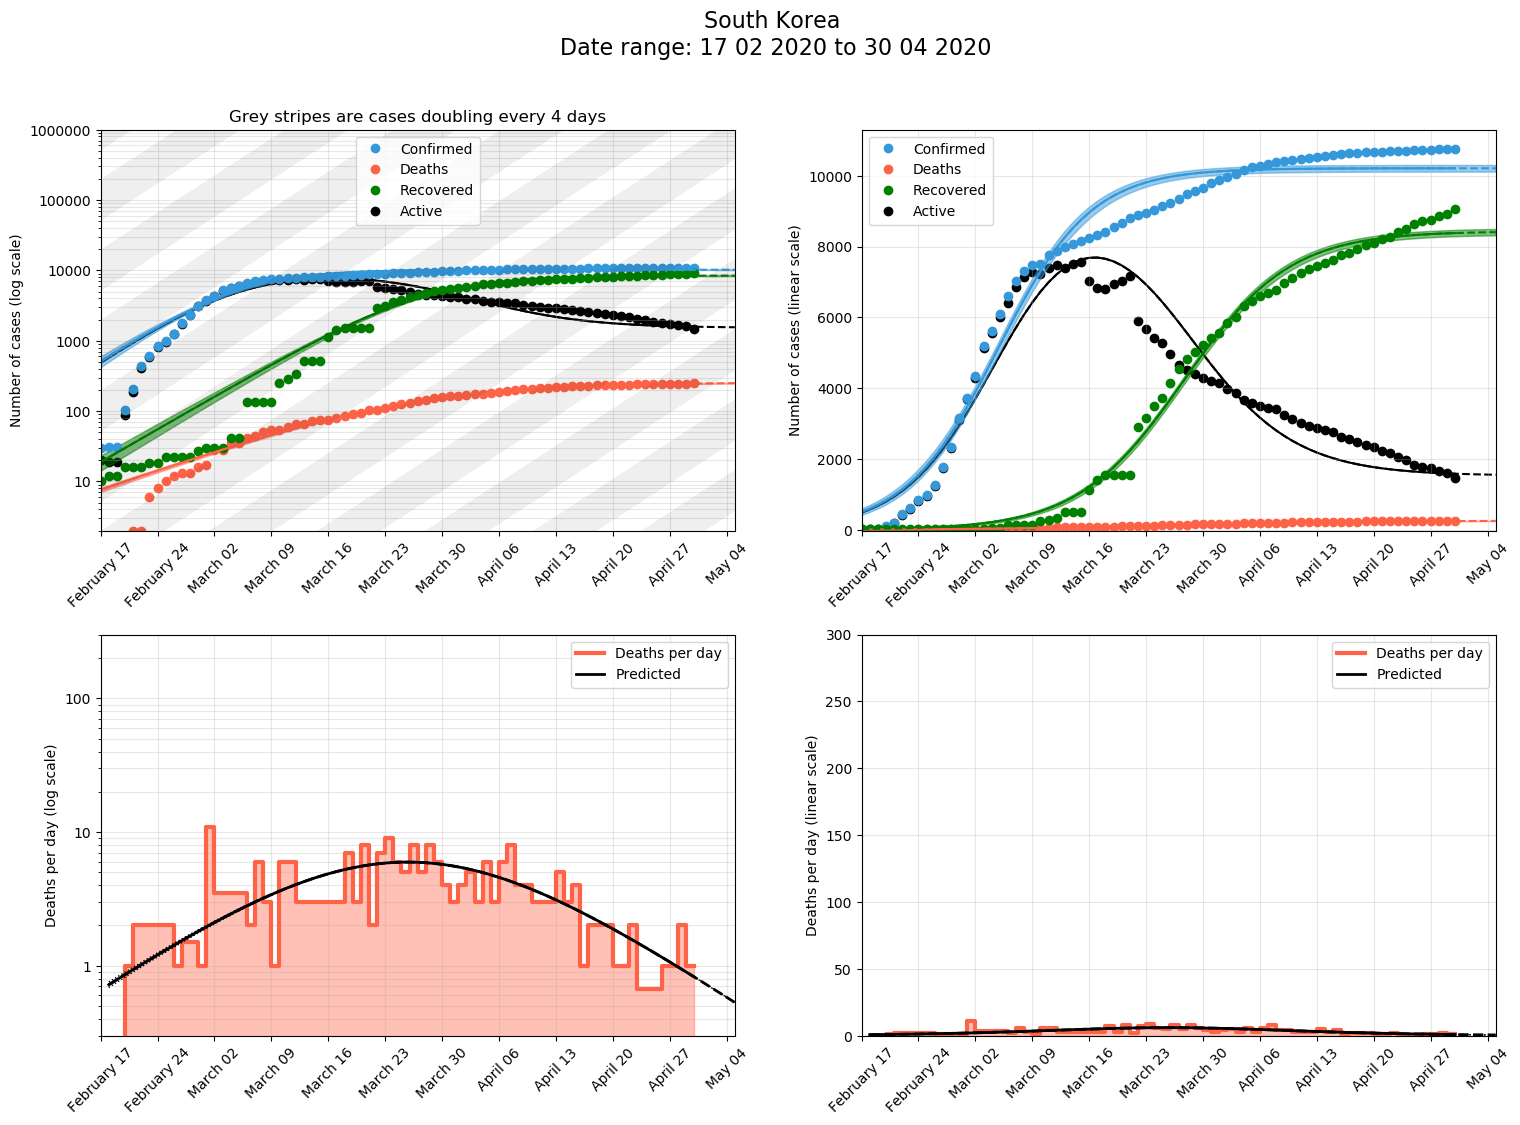 South Korea
Date range: 17 02 2020 to 30 04 2020
Grey stripes are cases doubling every 4 days
Number of cases (log scale)
1000000
100000
10000
1000
100
10
Confirmed
Deaths
Recovered
Active
February 17
February 24
March 02
March 09
March 16
March 23
March 30
April 06
April 13
April 20
April 27
May 04
Number of cases (linear scale)
10000
8000
6000
4000
2000
0
Confirmed
Deaths
Recovered
Active
February 17
February 24
March 02
March 09
March 16
March 23
March 30
April 06
April 13
April 20
April 27
May 04
Deaths per day (log scale)
100
10
1
Deaths per day
Predicted
February 17
February 24
March 02
March 09
March 16
March 23
March 30
April 06
April 13
April 20
April 27
May 04
Deaths per day (linear scale)
300
250
200
150
100
50
0
Deaths per day
Predicted
February 17
February 24
March 02
March 09
March 16
March 23
March 30
April 06
April 13
April 20
April 27
May 04